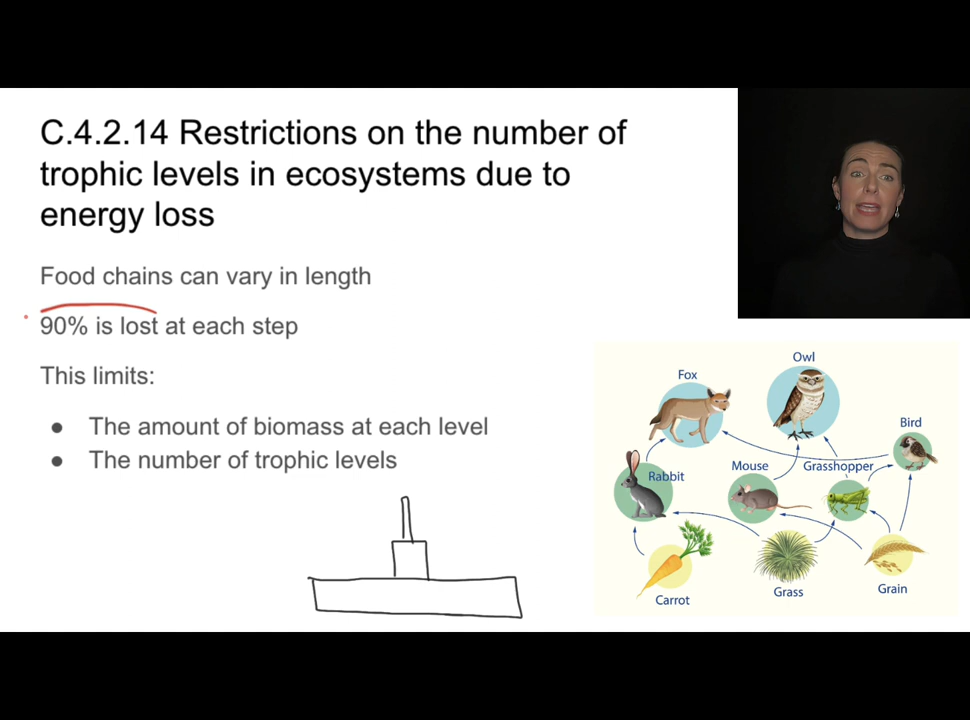 C.4.2.14 Restrictions on the number of
trophic levels in ecosystems due to
energy loss
Food chains can vary in length
90% is lost at each step
This limits:
● The amount of biomass at each level
● The number of trophic levels
Owl
Fox
Bird
Rabbit
Mouse
Grasshopper
Carrot
Grass
Grain